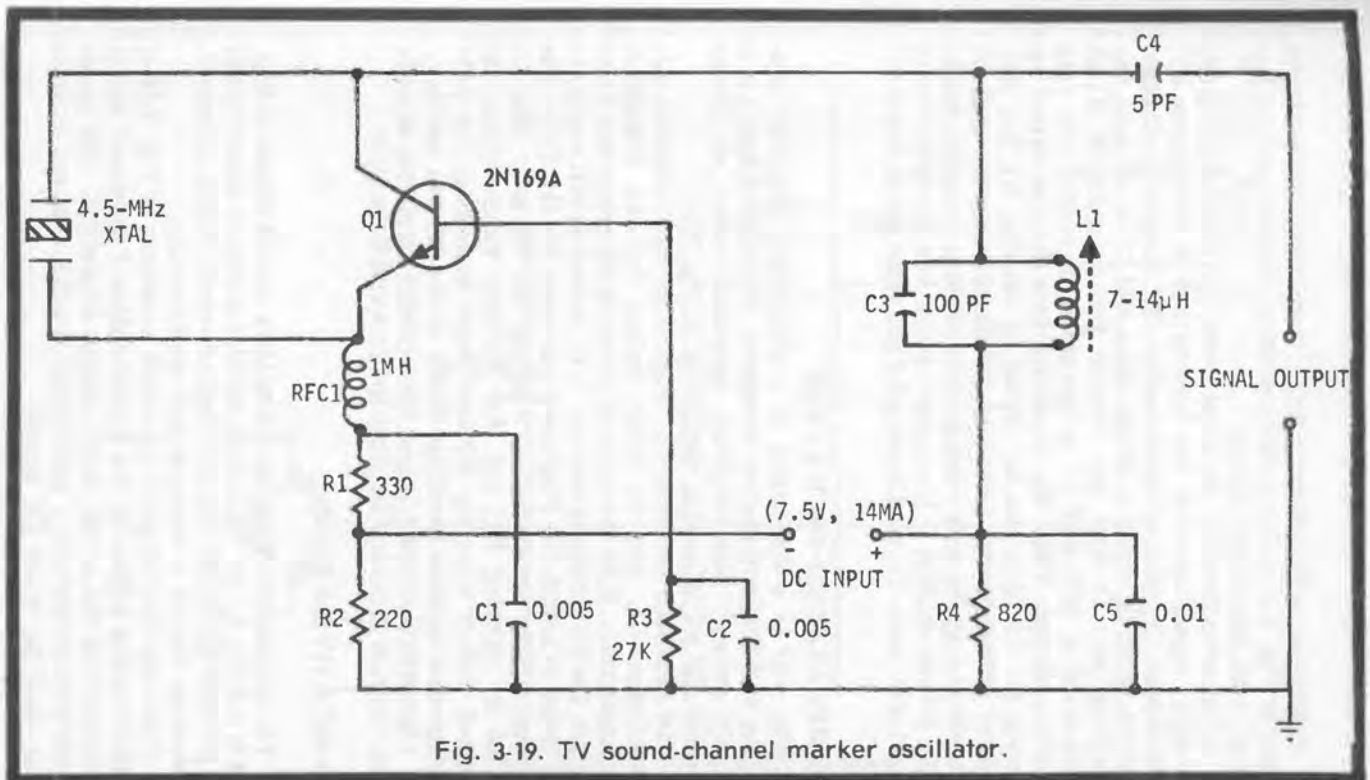 C4
5 PF
2N169A
4.5-MHz
XTAL
Q1
L1
C3
100 PF
7-14µH
1MH
RFC1
SIGNAL OUTPUT
R1
330
(7.5V, 14MA)
- +
DC INPUT
R2
220
C1
0.005
R3
27K
C2
0.005
R4
820
C5
0.01
Fig. 3-19. TV sound-channel marker oscillator.